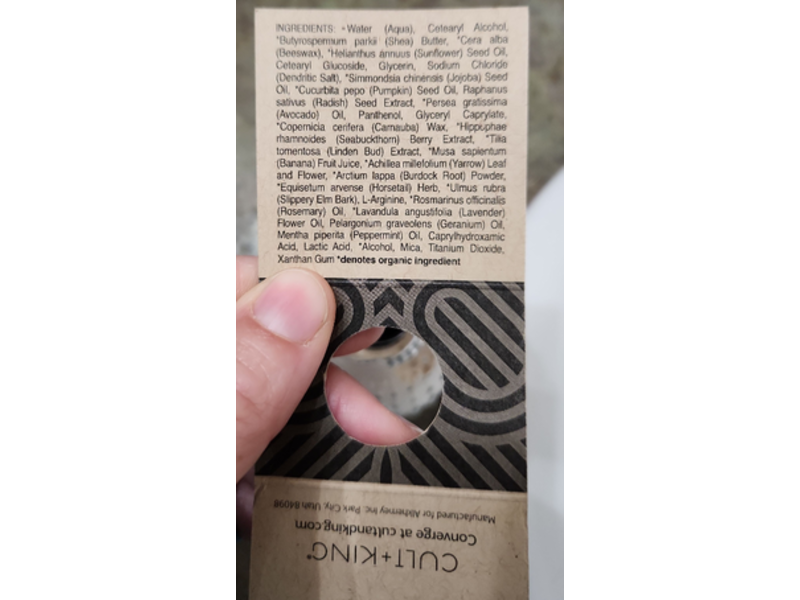 INGREDIENTS: *Water (Aqua), Cetearyl Alcohol,
*Butyrospermum parkii (Shea) Butter, *Cera alba
(Beeswax), *Helianthus annuus (Sunflower) Seed Oil,
Cetearyl Glucoside, Glycerin, Sodium Chloride
(Dendritic Salt), *Simmondsia chinensis (Jojoba) Seed
Oil, *Cucurbita pepo (Pumpkin) Seed Oil, Raphanus
sativus (Radish) Seed Extract, *Persea gratissima
(Avocado) Oil, Panthenol, Glyceryl Caprylate,
*Copernicia cerifera (Carnauba) Wax, *Hippuphae
rhamnoides (Seabuckthorn) Berry Extract, *Tilia
tomentosa (Linden Bud) Extract, *Musa sapientum
(Banana) Fruit Juice, *Achillea millefolium (Yarrow) Leaf
and Flower, *Arctium lappa (Burdock Root) Powder,
*Equisetum arvense (Horsetail) Herb, *Ulmus rubra
(Slippery Elm Bark), L-Arginine, *Rosmarinus officinalis
(Rosemary) Oil, *Lavandula angustifolia (Lavender)
Flower Oil, Pelargonium graveolens (Geranium) Oil,
Mentha piperita (Peppermint) Oil, Caprylhydroxamic
Acid, Lactic Acid, *Alcohol, Mica, Titanium Dioxide,
Xanthan Gum *denotes organic ingredient
CULT+KING
Converge at cultandking.com
Manufactured for Alchemey Inc. Park City, Utah 84098